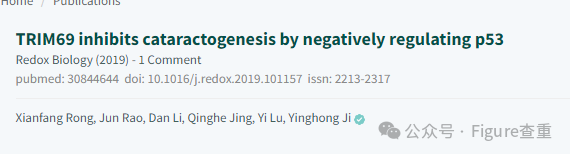 Home / Publications
TRIM69 inhibits cataractogenesis by negatively regulating p53
Redox Biology (2019) - 1 Comment
pubmed: 30844644 doi: 10.1016/j.redox.2019.101157 issn: 2213-2317
Xianfang Rong, Jun Rao, Dan Li, Qinghe Jing, Yi Lu, Yinghong Ji
公众号 · Figure查重